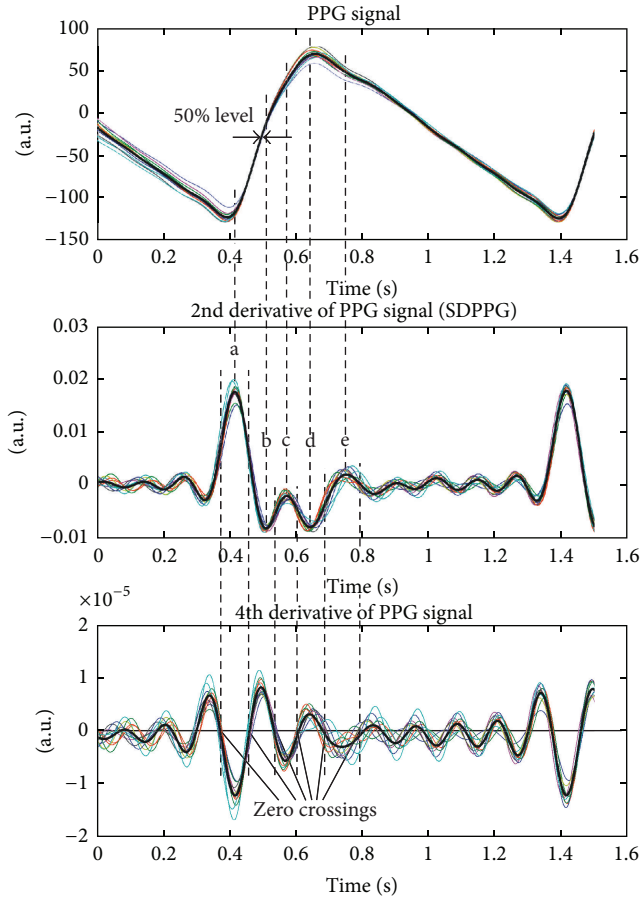 PPG signal
100
50
0
−50
−100
−150
(a.u.)
50% level
0 0.2 0.4 0.6 0.8 1 1.2 1.4 1.6
Time (s)
2nd derivative of PPG signal (SDPPG)
0.03
0.02
0.01
0
−0.01
(a.u.)
a
b c d e
0 0.2 0.4 0.6 0.8 1 1.2 1.4 1.6
Time (s)
×10−5
4th derivative of PPG signal
2
1
0
−1
−2
(a.u.)
Zero crossings
0 0.2 0.4 0.6 0.8 1 1.2 1.4 1.6
Time (s)